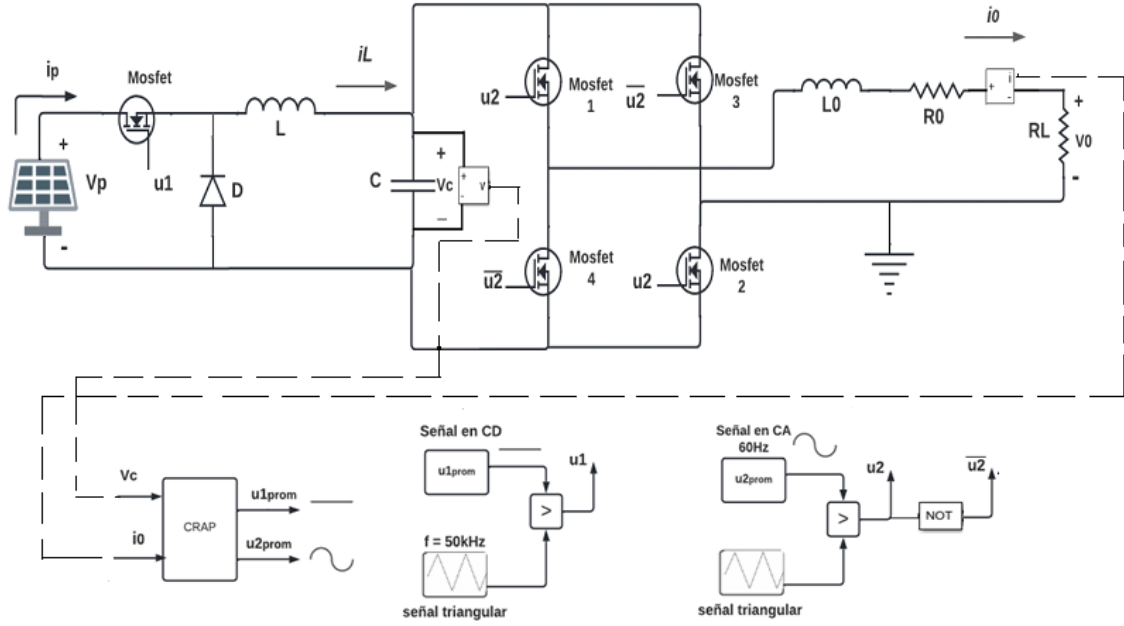 ip
Mosfet
iL
i0
+
Vp
-
u1
D
L
C
+
Vc
−
+
-
v
u2
Mosfet
1
u2̅
Mosfet
3
u2̅
Mosfet
4
u2
Mosfet
2
L0
R0
+
i
-
RL
+
V0
-
Vc
i0
CRAP
u1prom
u2prom
Señal en CD
u1prom
u1
>
f = 50kHz
señal triangular
Señal en CA
60Hz
u2prom
u2
>
NOT
u2̅
señal triangular